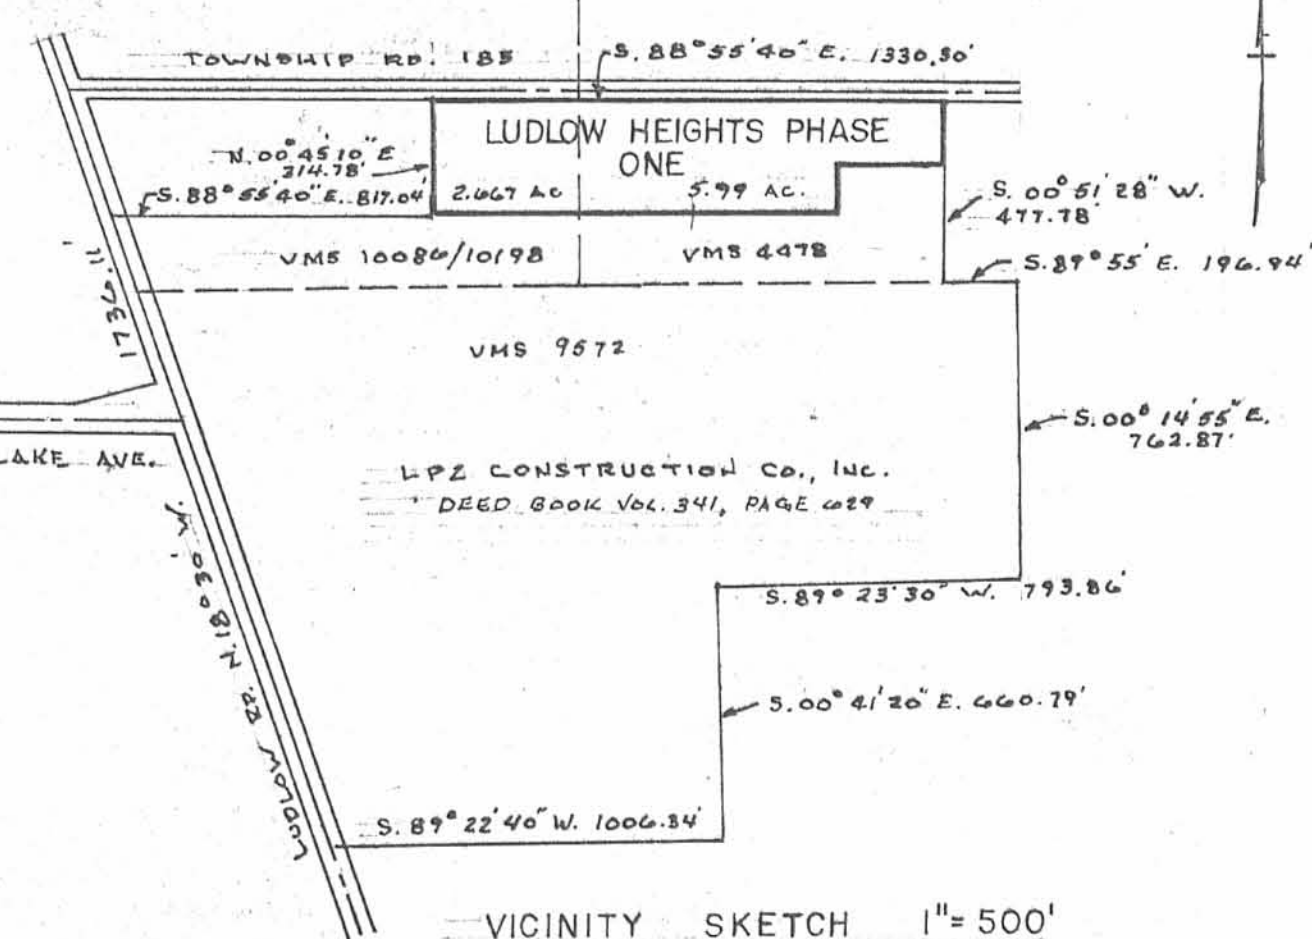 TOWNSHIP RD. 185
S. 88° 55' 40" E. 1330.30'
LUDLOW HEIGHTS PHASE
ONE
N. 00° 45' 10" E
314.78'
S. 88° 55' 40" E. 817.04'
2.667 AC
5.99 AC.
S. 00° 51' 28" W.
477.78'
VMS 10086/10198
VMS 4478
S. 89° 55' E. 196.94'
1736.11'
VMS 9572
S. 00° 14' 55" E.
762.87'
LAKE AVE.
LPZ CONSTRUCTION CO., INC.
DEED BOOK VOL. 341, PAGE 629
S. 89° 23' 30" W. 793.86'
LUDLOW RD. N. 18° 30' W.
S. 00° 41' 20" E. 660.79'
S. 89° 22' 40" W. 1006.84'
VICINITY SKETCH 1"= 500'